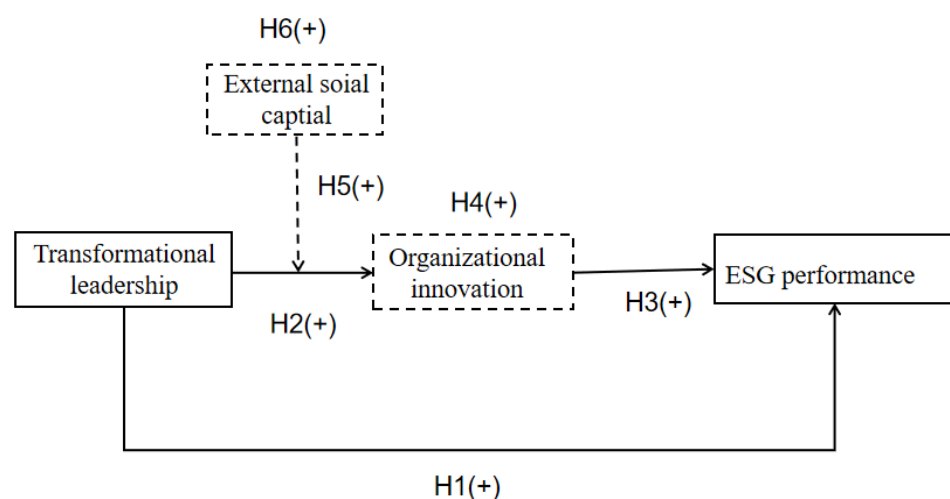 H6(+)
External soial
captial
H5(+)
H4(+)
Transformational
leadership
Organizational
innovation
ESG performance
H2(+)
H3(+)
H1(+)